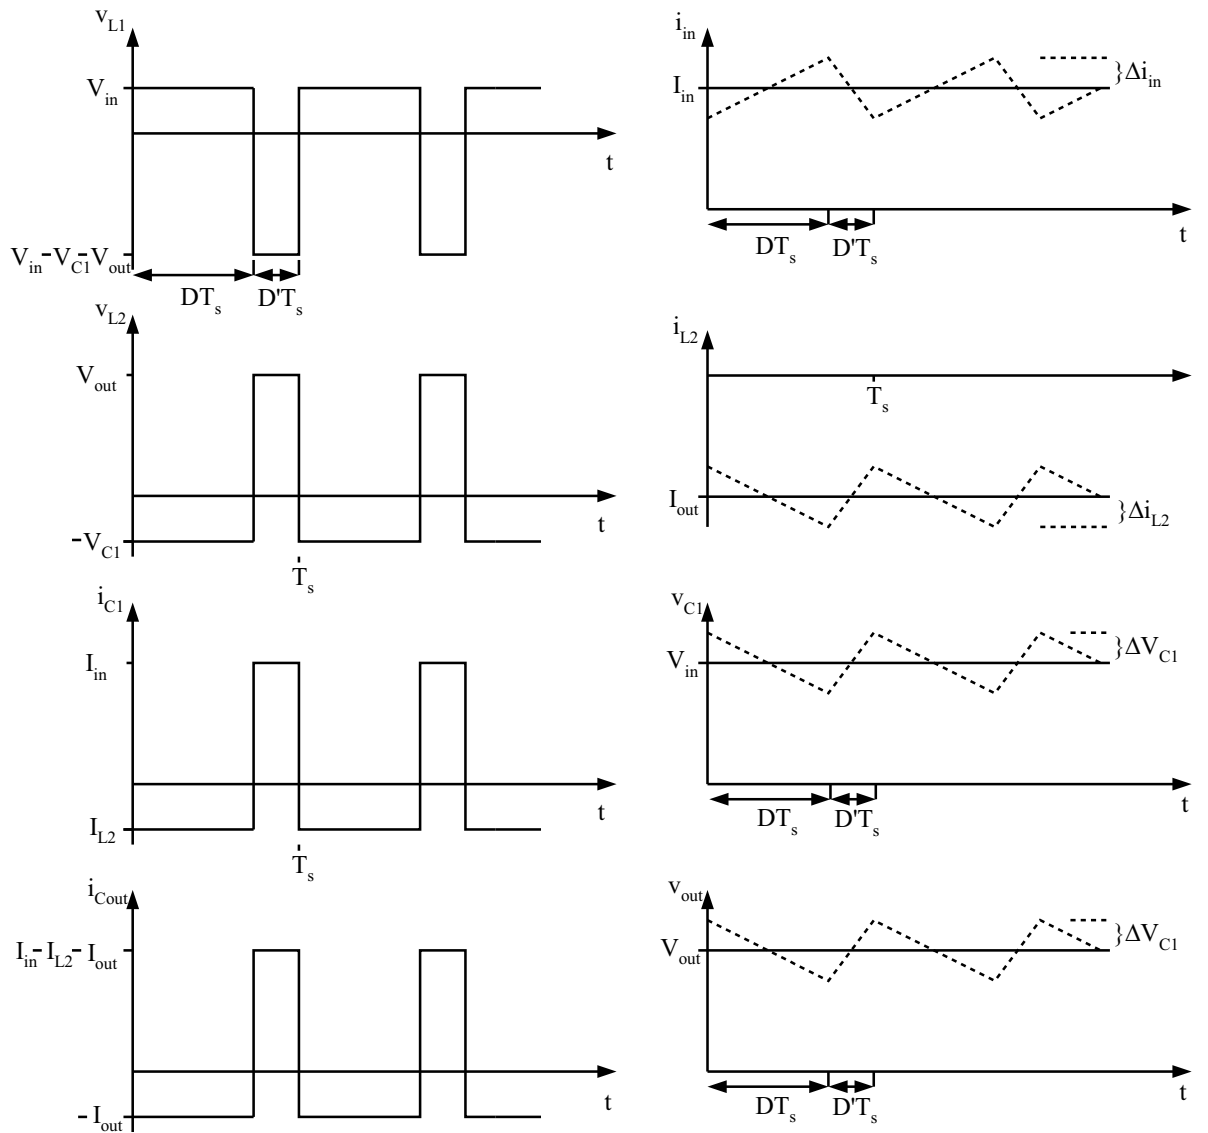 v_L1
V_in
t
V_in-V_C1-V_out
DT_s
D'T_s
i_in
I_in
}Δi_in
t
DT_s
D'T_s
v_L2
V_out
t
-V_C1
T_s
i_L2
T_s
I_out
}Δi_L2
i_C1
I_in
t
I_L2
T_s
v_C1
V_in
}ΔV_C1
t
DT_s
D'T_s
i_Cout
I_in-I_L2-I_out
t
-I_out
v_out
V_out
}ΔV_C1
t
DT_s
D'T_s